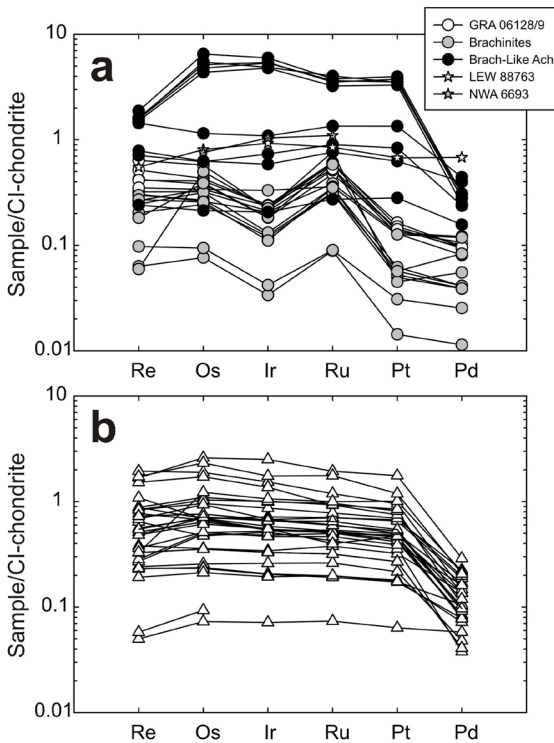 10
GRA 06128/9
Brachinites
Brach-Like Ach
LEW 88763
NWA 6693
a
1
0.1
0.01
Sample/CI-chondrite
Re Os Ir Ru Pt Pd
10
b
1
0.1
0.01
Sample/CI-chondrite
Re Os Ir Ru Pt Pd